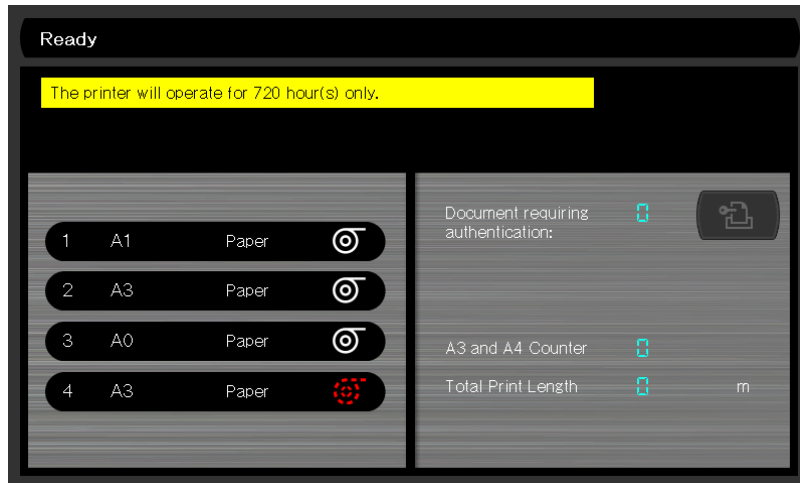 Ready
The printer will operate for 720 hour(s) only.
1 A1 Paper
2 A3 Paper
3 A0 Paper
4 A3 Paper
Document requiring
authentication: 0
A3 and A4 Counter 0
Total Print Length 0 m